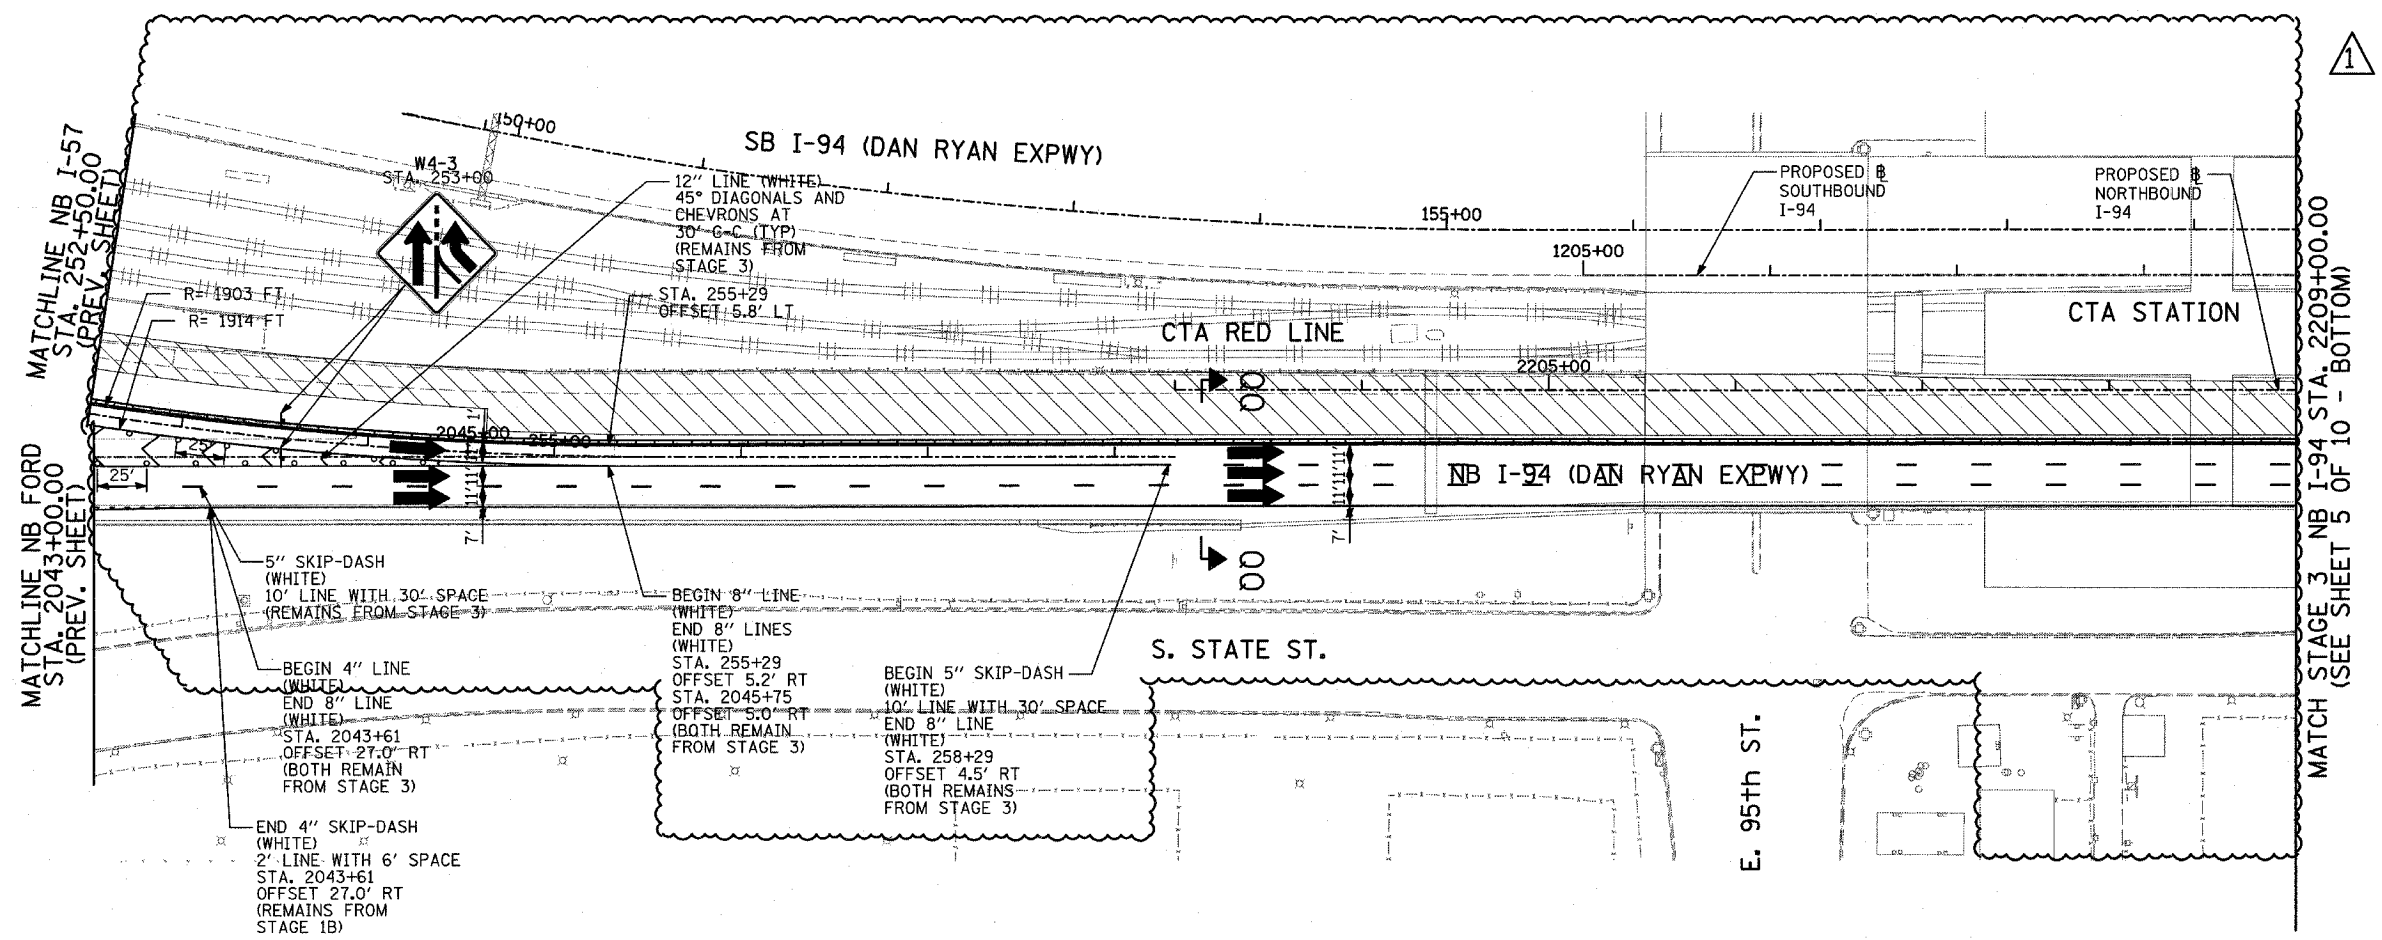 1
MATCHLINE NB I-57
STA. 252+50.00
(PREV. SHEET)
150+00
SB I-94 (DAN RYAN EXPWY)
W4-3
STA. 253+00
12" LINE (WHITE)
45° DIAGONALS AND
CHEVRONS AT
30' C-C (TYP)
(REMAINS FROM
STAGE 3)
155+00
1205+00
PROPOSED ℄
SOUTHBOUND
I-94
PROPOSED ℄
NORTHBOUND
I-94
R= 1903 FT
R= 1914 FT
STA. 255+29
OFFSET 5.8' LT
CTA RED LINE
CTA STATION
2205+00
QQ
1'
2045+00
255+00
25'
25'
11'
11'
11'
7'
11'
11'
11'
7'
NB I-94 (DAN RYAN EXPWY)
QQ
MATCHLINE NB FORD
STA. 2043+00.00
(PREV. SHEET)
MATCH STAGE 3 NB I-94 STA. 2209+00.00
(SEE SHEET 5 OF 10 - BOTTOM)
5" SKIP-DASH
(WHITE)
10' LINE WITH 30' SPACE
(REMAINS FROM STAGE 3)
BEGIN 4" LINE
(WHITE)
END 8" LINE
(WHITE)
STA. 2043+61
OFFSET 27.0' RT
(BOTH REMAIN
FROM STAGE 3)
END 4" SKIP-DASH
(WHITE)
2' LINE WITH 6' SPACE
STA. 2043+61
OFFSET 27.0' RT
(REMAINS FROM
STAGE 1B)
BEGIN 8" LINE
(WHITE)
END 8" LINES
(WHITE)
STA. 255+29
OFFSET 5.2' RT
STA. 2045+75
OFFSET 5.0' RT
(BOTH REMAIN
FROM STAGE 3)
BEGIN 5" SKIP-DASH
(WHITE)
10' LINE WITH 30' SPACE
END 8" LINE
(WHITE)
STA. 258+29
OFFSET 4.5' RT
(BOTH REMAINS
FROM STAGE 3)
S. STATE ST.
E. 95th ST.